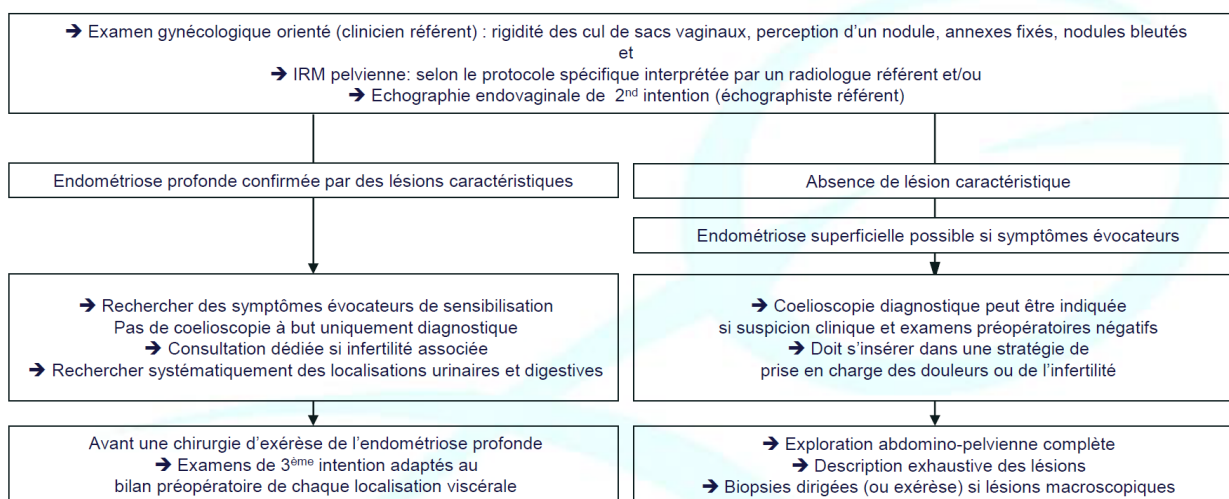 ➔ Examen gynécologique orienté (clinicien référent) : rigidité des cul de sacs vaginaux, perception d'un nodule, annexes fixés, nodules bleutés
et
➔ IRM pelvienne: selon le protocole spécifique interprétée par un radiologue référent et/ou
➔ Echographie endovaginale de 2nd intention (échographiste référent)
Endométriose profonde confirmée par des lésions caractéristiques
Absence de lésion caractéristique
Endométriose superficielle possible si symptômes évocateurs
➔ Rechercher des symptômes évocateurs de sensibilisation
Pas de coelioscopie à but uniquement diagnostique
➔ Consultation dédiée si infertilité associée
➔ Rechercher systématiquement des localisations urinaires et digestives
➔ Coelioscopie diagnostique peut être indiquée
si suspicion clinique et examens préopératoires négatifs
➔ Doit s'insérer dans une stratégie de
prise en charge des douleurs ou de l'infertilité
Avant une chirurgie d'exérèse de l'endométriose profonde
➔ Examens de 3ème intention adaptés au
bilan préopératoire de chaque localisation viscérale
➔ Exploration abdomino-pelvienne complète
➔ Description exhaustive des lésions
➔ Biopsies dirigées (ou exérèse) si lésions macroscopiques